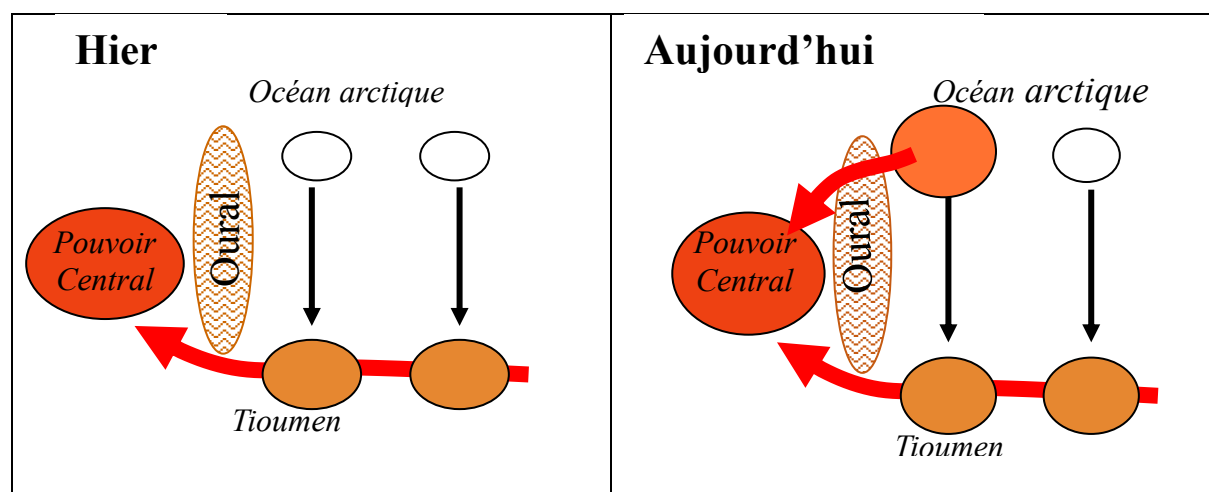 Hier
Océan arctique
Oural
Pouvoir
Central
Tioumen
Aujourd’hui
Océan arctique
Oural
Pouvoir
Central
Tioumen